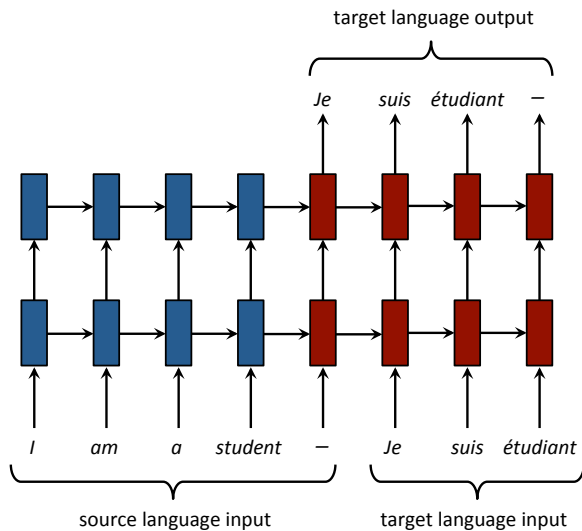 target language output
Je suis étudiant –
I am a student – Je suis étudiant
source language input target language input